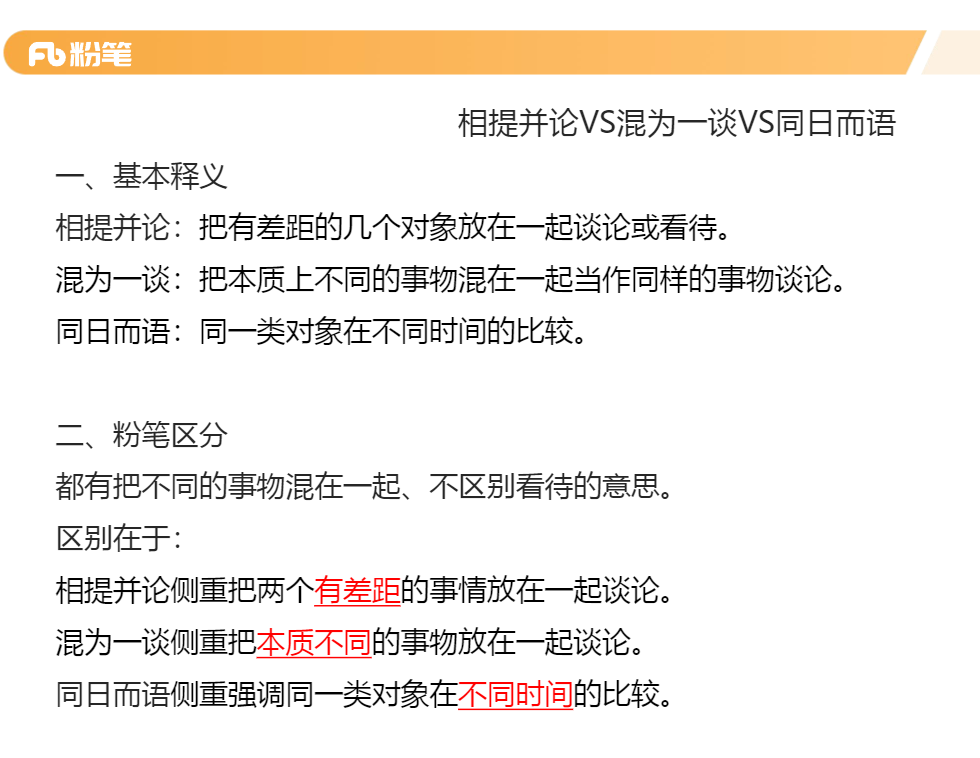 粉笔
相提并论VS混为一谈VS同日而语
一、基本释义
相提并论：把有差距的几个对象放在一起谈论或看待。
混为一谈：把本质上不同的事物混在一起当作同样的事物谈论。
同日而语：同一类对象在不同时间的比较。
二、粉笔区分
都有把不同的事物混在一起、不区别看待的意思。
区别在于：
相提并论侧重把两个有差距的事情放在一起谈论。
混为一谈侧重把本质不同的事物放在一起谈论。
同日而语侧重强调同一类对象在不同时间的比较。